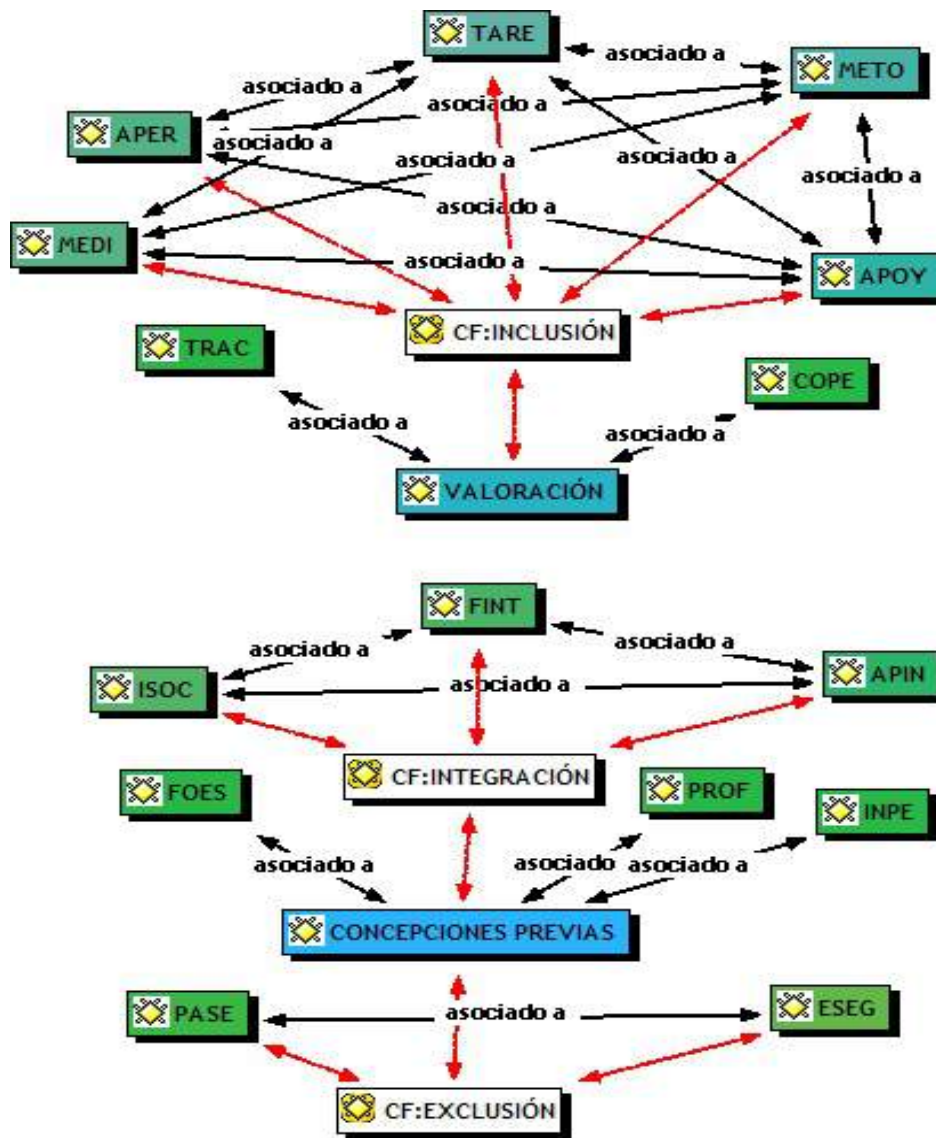 TARE
asociado a
asociado a
METO
asociado a
APER
asociado a
asociado a
asociado a
asociado a
asociado a
MEDI
asociado a
APOY
CF:INCLUSIÓN
TRAC
COPE
asociado a
asociado a
VALORACIÓN
FINT
asociado a
asociado a
ISOC
asociado a
APIN
CF:INTEGRACIÓN
FOES
PROF
INPE
asociado a
asociado
asociado a
CONCEPCIONES PREVIAS
PASE
asociado a
ESEG
CF:EXCLUSIÓN